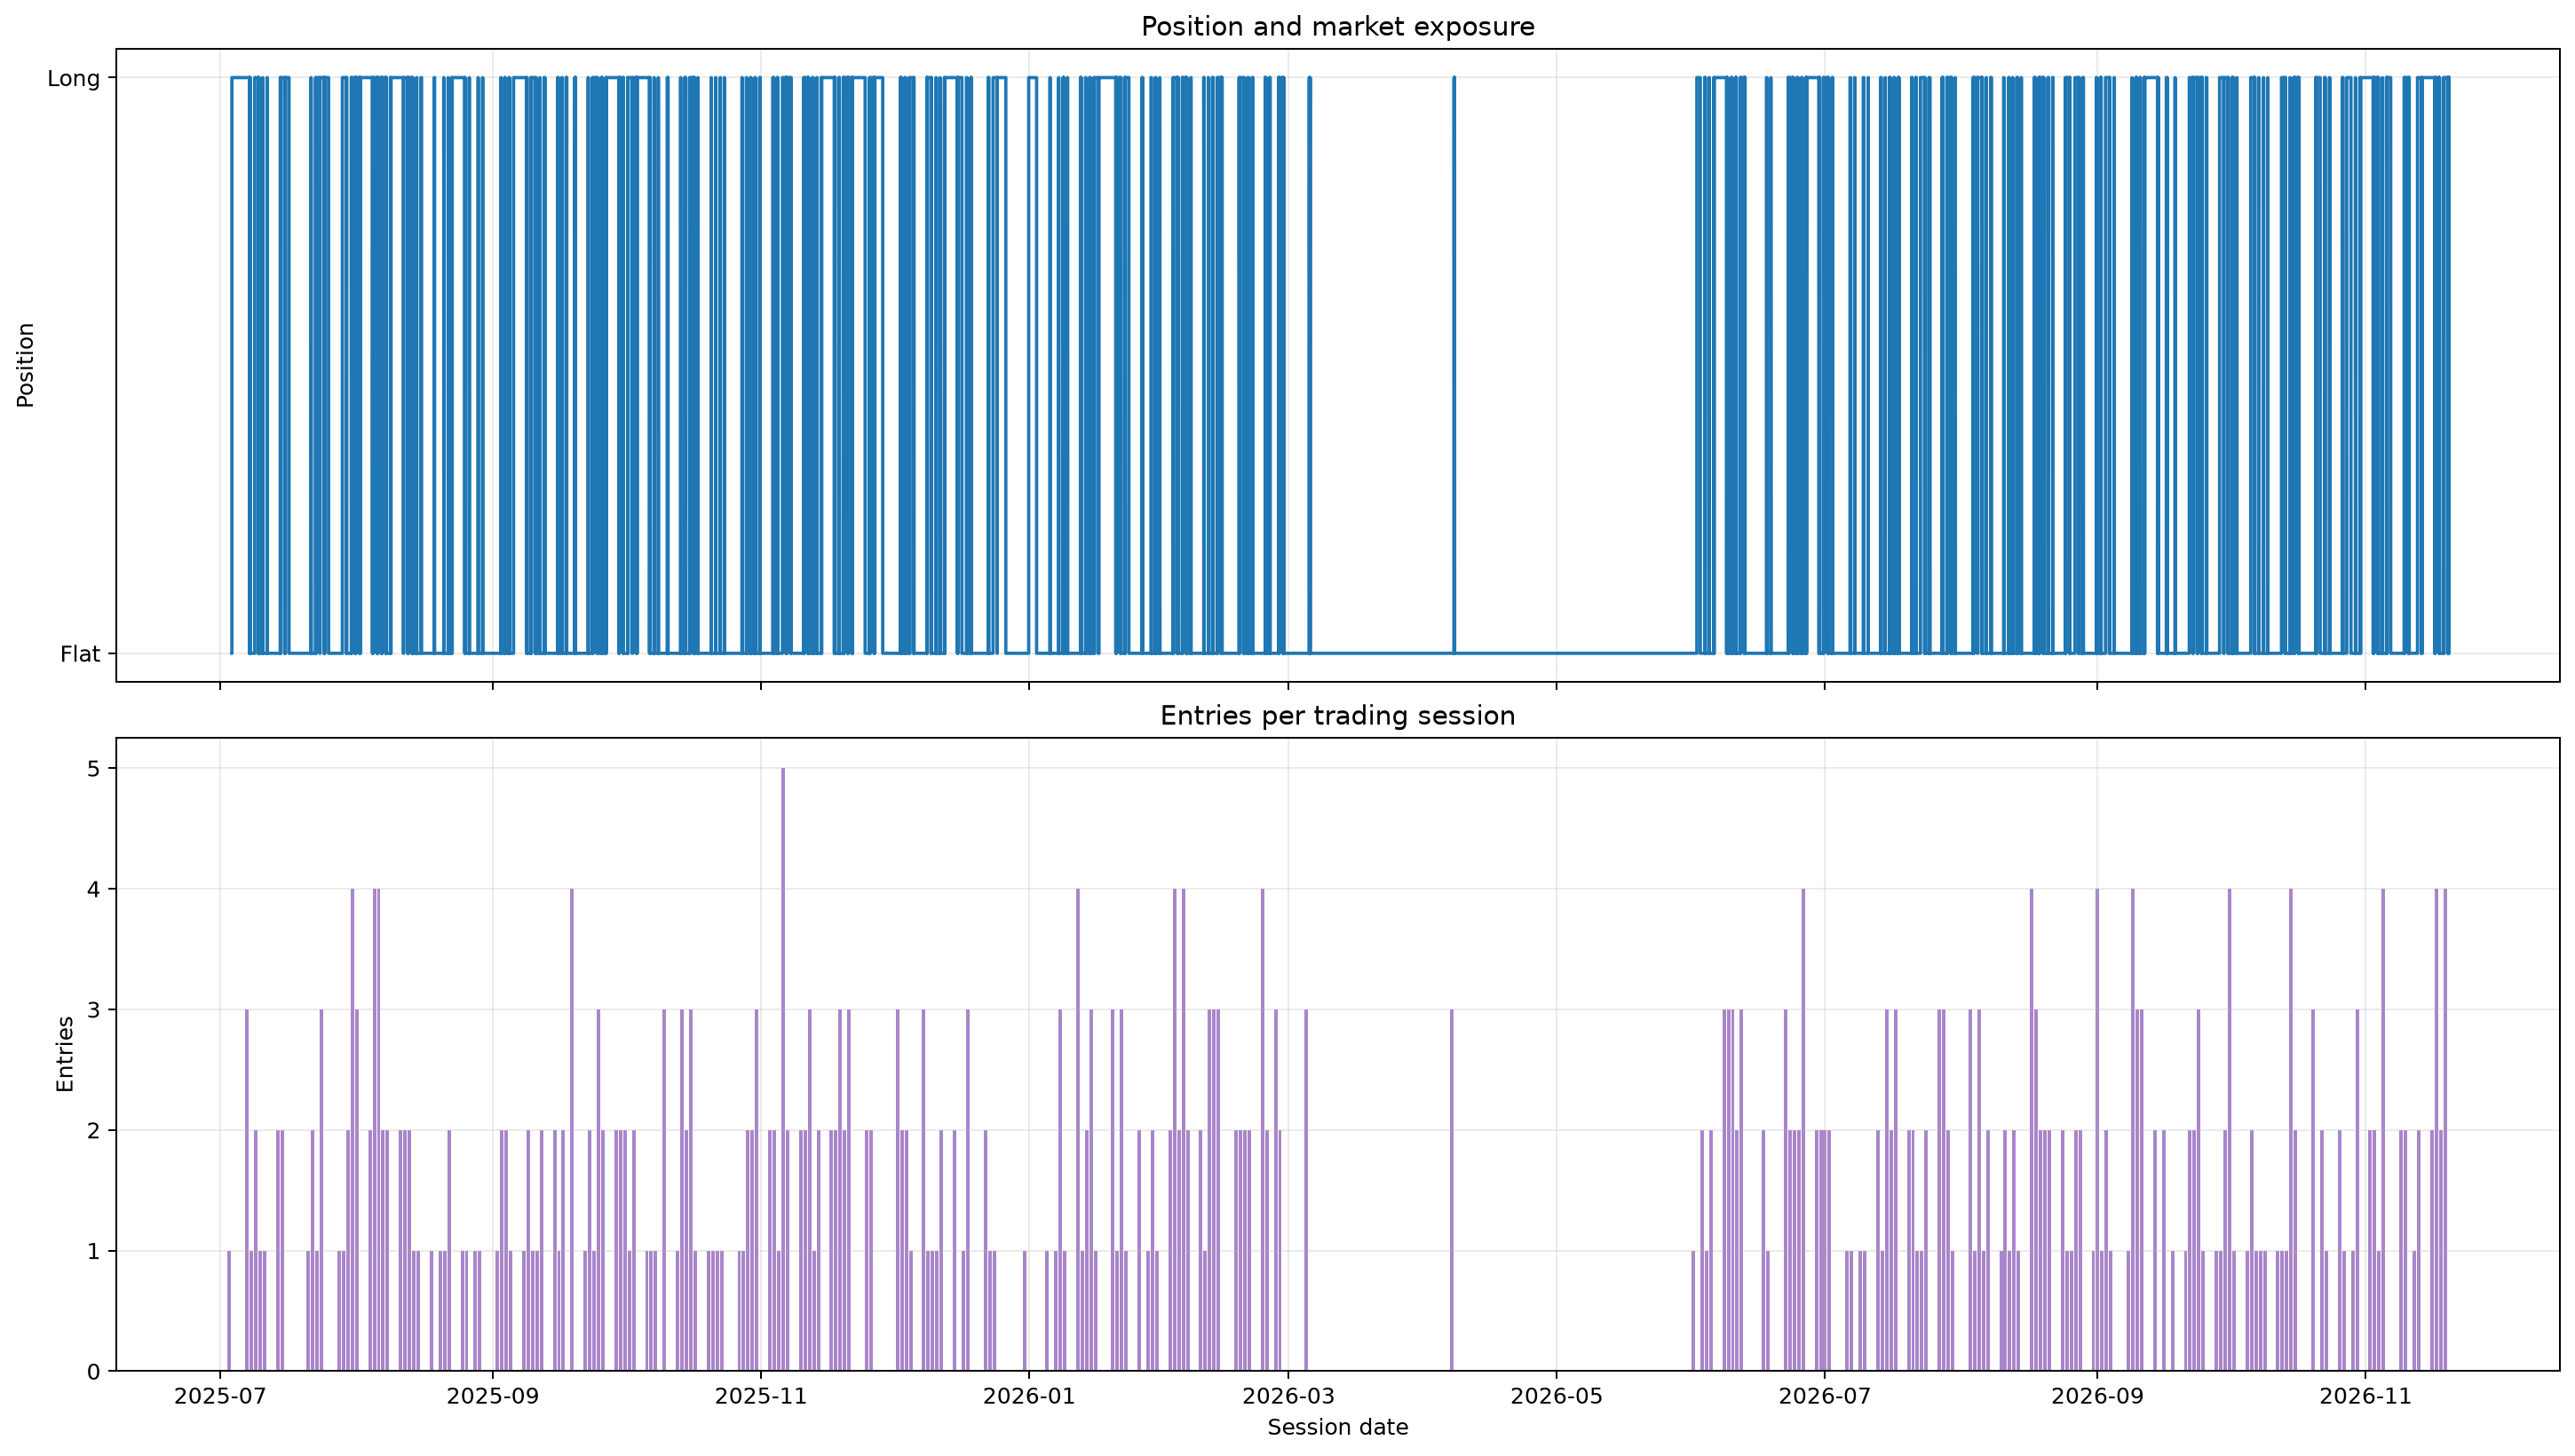 Position and market exposure
Long
Position
Flat
Entries per trading session
5
4
3
Entries
2
1
0
2025-07 2025-09 2025-11 2026-01 2026-03 2026-05 2026-07 2026-09 2026-11
Session date